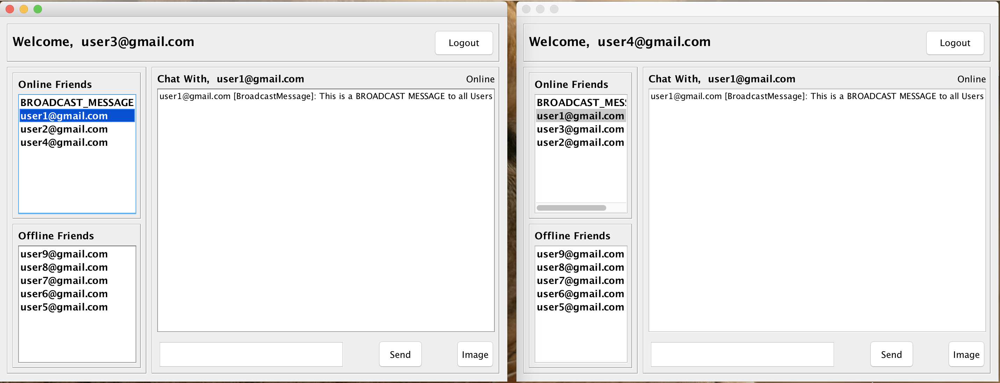 Welcome,  user3@gmail.com
Logout
Online Friends
BROADCAST_MESSAGE
user1@gmail.com
user2@gmail.com
user4@gmail.com
Offline Friends
user9@gmail.com
user8@gmail.com
user7@gmail.com
user6@gmail.com
user5@gmail.com
Chat With,  user1@gmail.com
Online
user1@gmail.com [BroadcastMessage]: This is a BROADCAST MESSAGE to all Users
Send
Image
Welcome,  user4@gmail.com
Logout
Online Friends
BROADCAST_MES
user1@gmail.com
user3@gmail.com
user2@gmail.com
Offline Friends
user9@gmail.com
user8@gmail.com
user7@gmail.com
user6@gmail.com
user5@gmail.com
Chat With,  user1@gmail.com
Online
user1@gmail.com [BroadcastMessage]: This is a BROADCAST MESSAGE to all Users
Send
Image